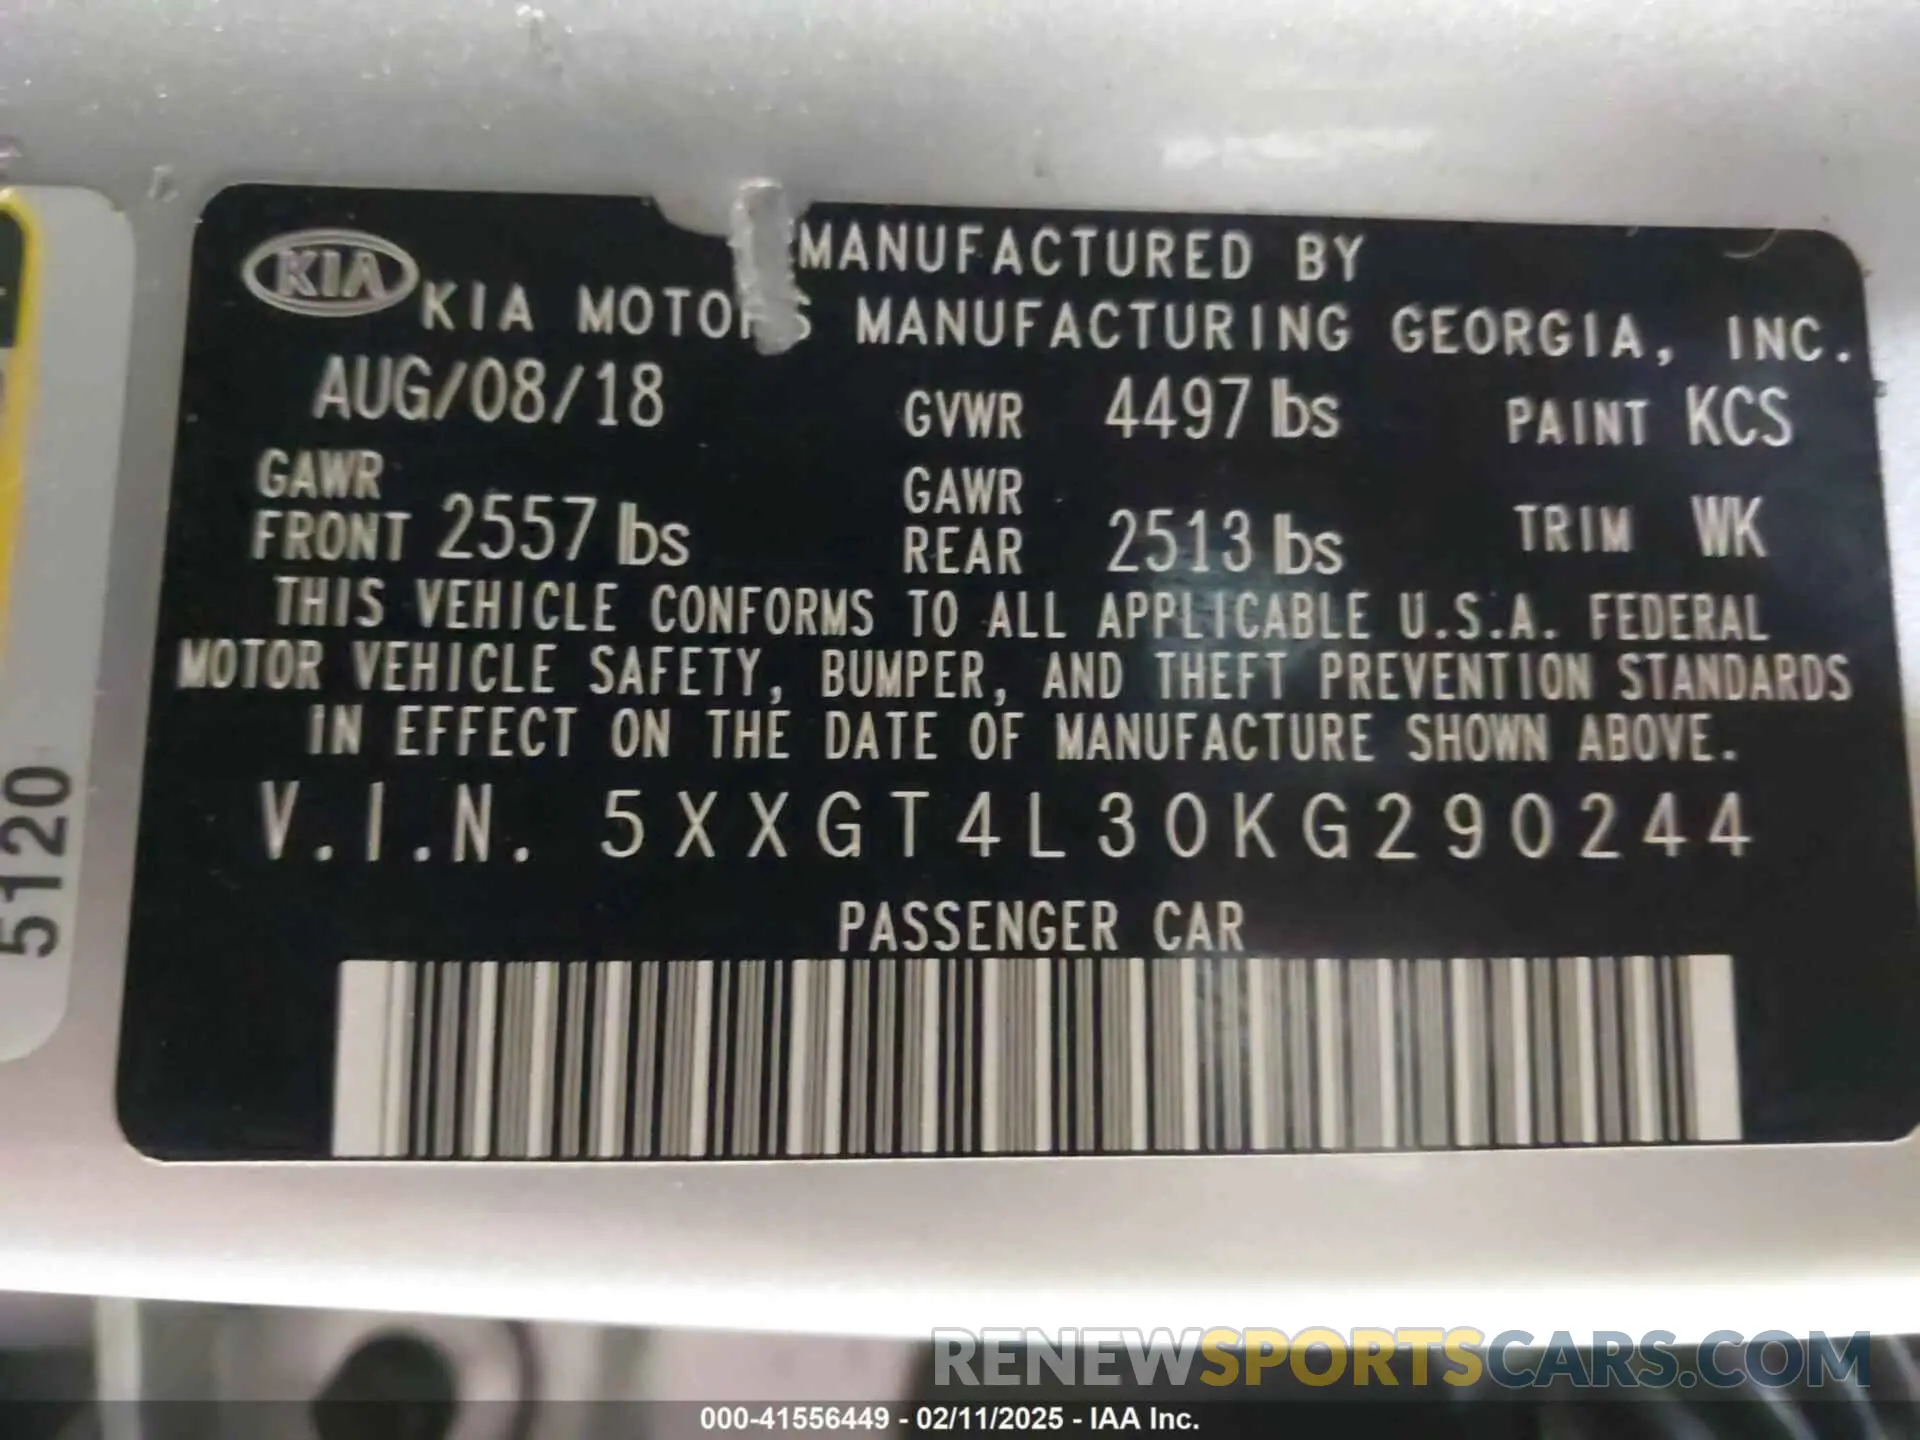 MANUFACTURED BY
KIA KIA MOTORS MANUFACTURING GEORGIA, INC.
AUG/08/18 GVWR 4497 lbs PAINT KCS
GAWR FRONT 2557 lbs GAWR REAR 2513 lbs TRIM WK
THIS VEHICLE CONFORMS TO ALL APPLICABLE U.S.A. FEDERAL
MOTOR VEHICLE SAFETY, BUMPER, AND THEFT PREVENTION STANDARDS
IN EFFECT ON THE DATE OF MANUFACTURE SHOWN ABOVE.
V.I.N. 5XXGT4L30KG290244
PASSENGER CAR
5120
RENEWSPORTSCARS.COM
000-41556449 - 02/11/2025 - IAA Inc.